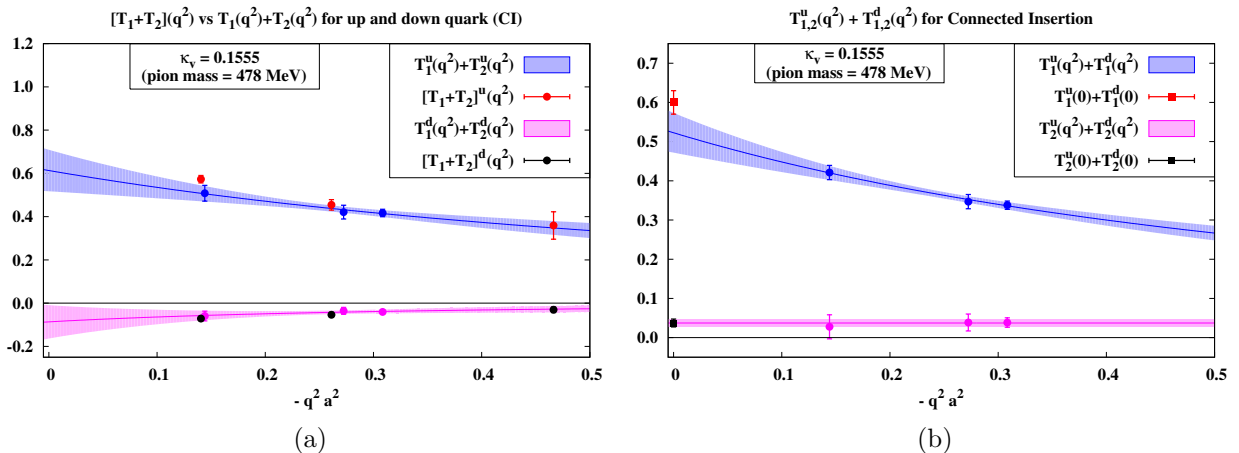 [T₁+T₂](q²) vs T₁(q²)+T₂(q²) for up and down quark (CI)
κᵥ = 0.1555
(pion mass = 478 MeV)
T₁ᵘ(q²)+T₂ᵘ(q²)
[T₁+T₂]ᵘ(q²)
T₁ᵈ(q²)+T₂ᵈ(q²)
[T₁+T₂]ᵈ(q²)
1.2
1.0
0.8
0.6
0.4
0.2
0.0
-0.2
0 0.1 0.2 0.3 0.4 0.5
- q² a²
(a)
T₁,₂ᵘ(q²) + T₁,₂ᵈ(q²) for Connected Insertion
κᵥ = 0.1555
(pion mass = 478 MeV)
T₁ᵘ(q²)+T₁ᵈ(q²)
T₁ᵘ(0)+T₁ᵈ(0)
T₂ᵘ(q²)+T₂ᵈ(q²)
T₂ᵘ(0)+T₂ᵈ(0)
0.7
0.6
0.5
0.4
0.3
0.2
0.1
0.0
0 0.1 0.2 0.3 0.4 0.5
- q² a²
(b)